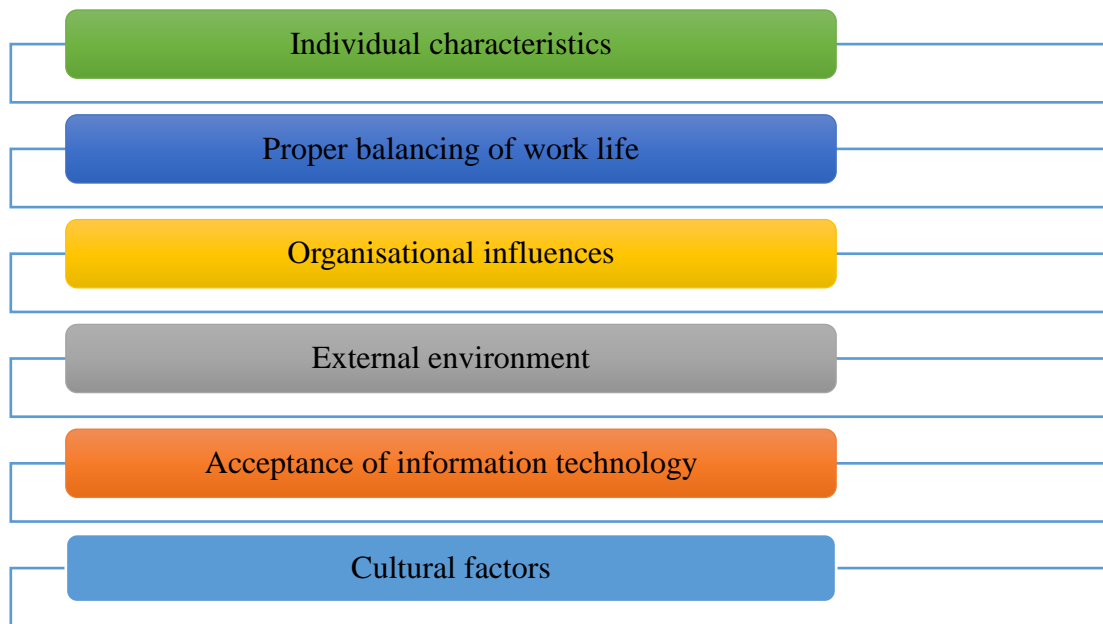 Individual characteristics
Proper balancing of work life
Organisational influences
External environment
Acceptance of information technology
Cultural factors